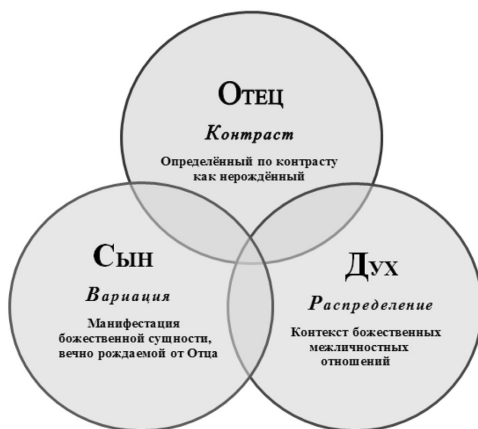 Отец
Контраст
Определённый по контрасту
как нерождённый
Сын
Вариация
Манифестация
божественной сущности,
вечно рождаемой от Отца
Дух
Распределение
Контекст божественных
межличностных
отношений